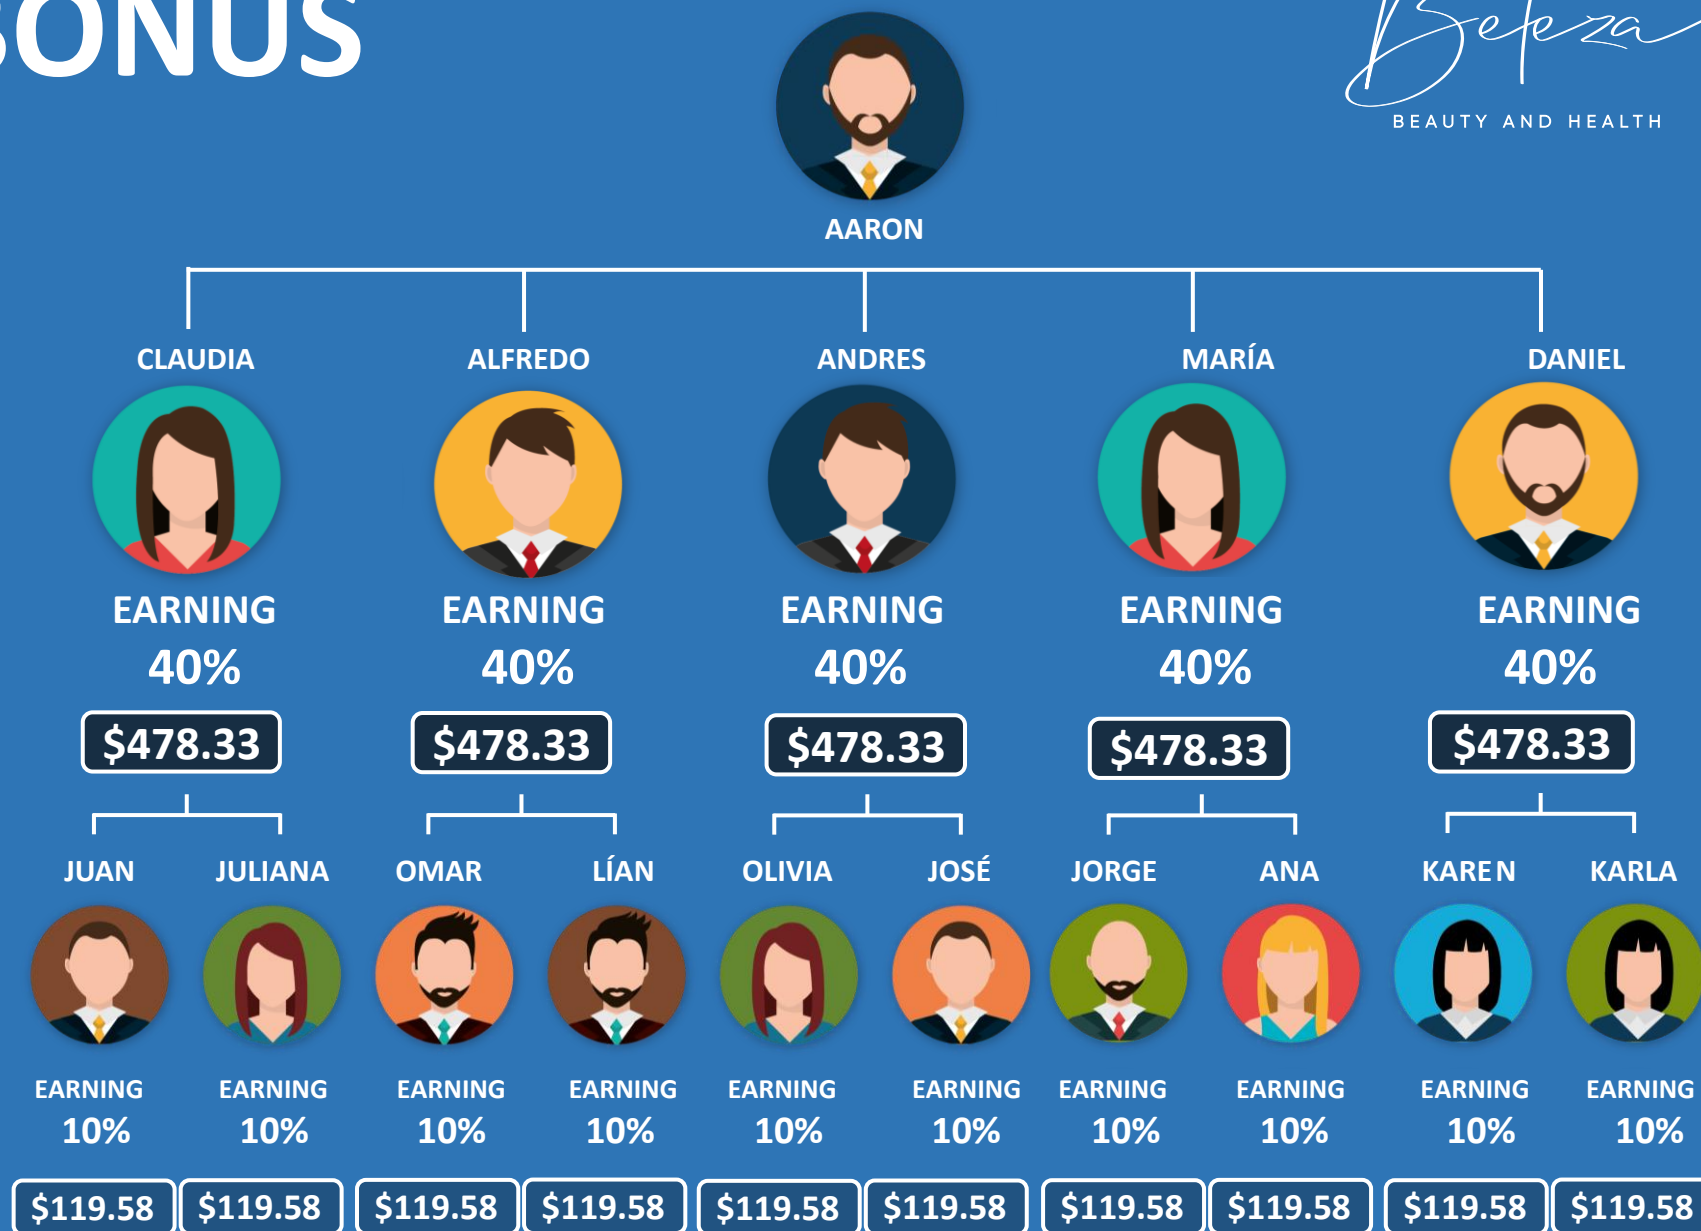 BONUS
Beleza
BEAUTY AND HEALTH
AARON
CLAUDIA ALFREDO ANDRES MARÍA DANIEL
EARNING EARNING EARNING EARNING EARNING
40% 40% 40% 40% 40%
$478.33 $478.33 $478.33 $478.33 $478.33
JUAN JULIANA OMAR LÍAN OLIVIA JOSÉ JORGE ANA KAREN KARLA
EARNING EARNING EARNING EARNING EARNING EARNING EARNING EARNING EARNING EARNING
10% 10% 10% 10% 10% 10% 10% 10% 10% 10%
$119.58 $119.58 $119.58 $119.58 $119.58 $119.58 $119.58 $119.58 $119.58 $119.58